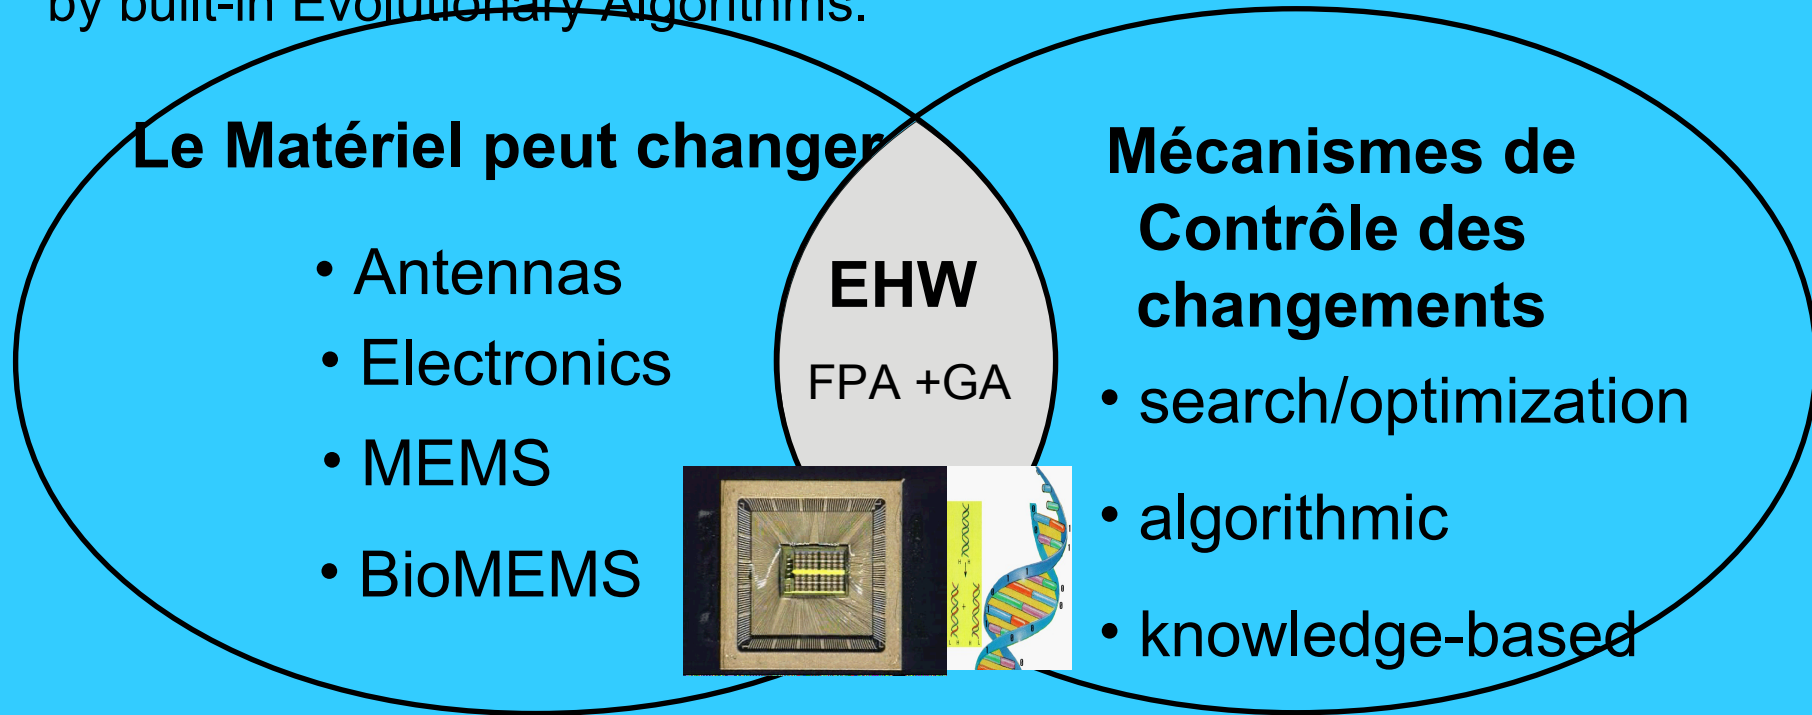 by built-in Evolutionary Algorithms.
Le Matériel peut changer
• Antennas
• Electronics
• MEMS
• BioMEMS
EHW
FPA +GA
Mécanismes de
Contrôle des
changements
• search/optimization
• algorithmic
• knowledge-based